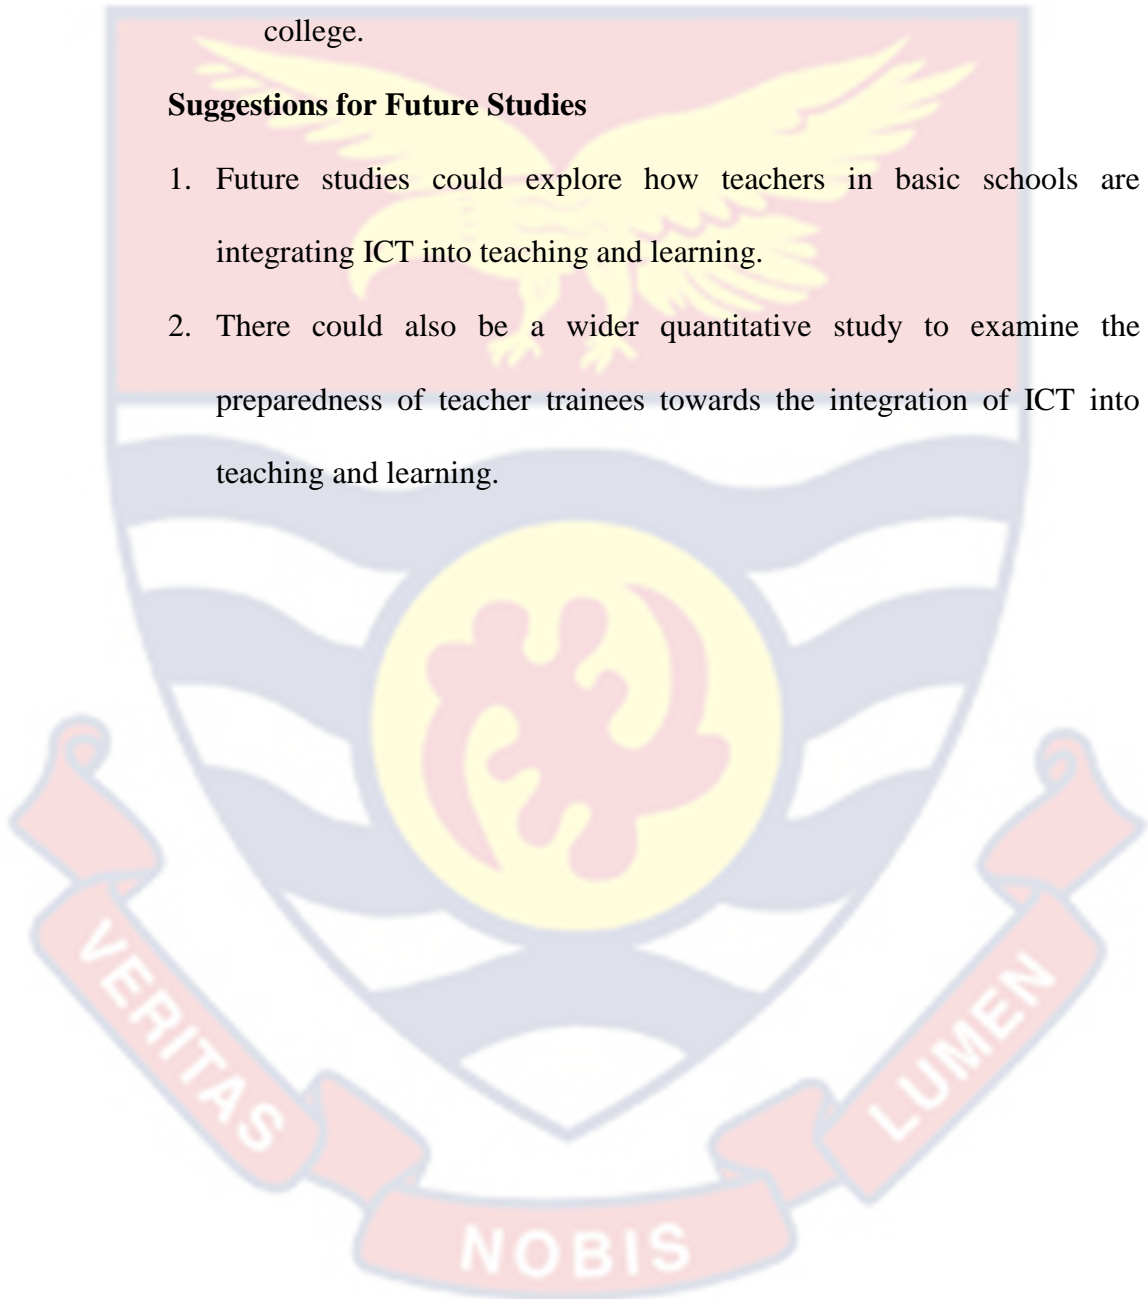 college.
Suggestions for Future Studies
1. Future studies could explore how teachers in basic schools are
integrating ICT into teaching and learning.
2. There could also be a wider quantitative study to examine the
preparedness of teacher trainees towards the integration of ICT into
teaching and learning.
VERITAS
NOBIS
LUMEN